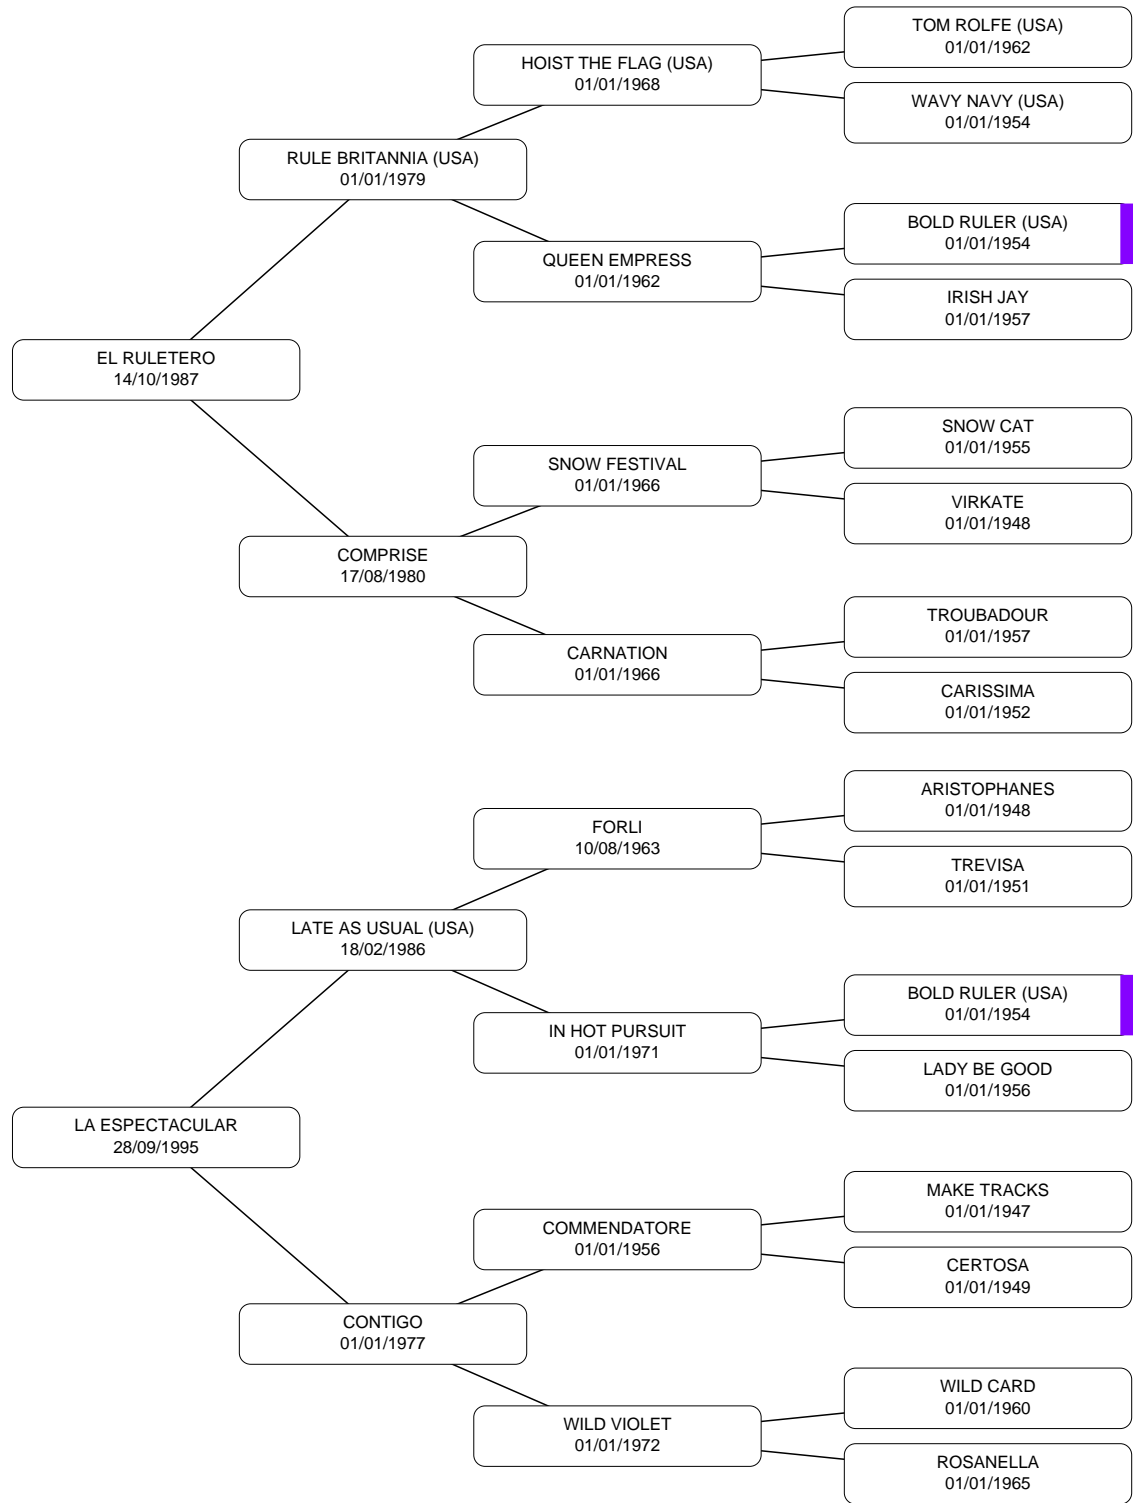 TOM ROLFE (USA)
01/01/1962
HOIST THE FLAG (USA)
01/01/1968
WAVY NAVY (USA)
01/01/1954
RULE BRITANNIA (USA)
01/01/1979
BOLD RULER (USA)
01/01/1954
QUEEN EMPRESS
01/01/1962
IRISH JAY
01/01/1957
EL RULETERO
14/10/1987
SNOW CAT
01/01/1955
SNOW FESTIVAL
01/01/1966
VIRKATE
01/01/1948
COMPRISE
17/08/1980
TROUBADOUR
01/01/1957
CARNATION
01/01/1966
CARISSIMA
01/01/1952
ARISTOPHANES
01/01/1948
FORLI
10/08/1963
TREVISA
01/01/1951
LATE AS USUAL (USA)
18/02/1986
BOLD RULER (USA)
01/01/1954
IN HOT PURSUIT
01/01/1971
LADY BE GOOD
01/01/1956
LA ESPECTACULAR
28/09/1995
MAKE TRACKS
01/01/1947
COMMENDATORE
01/01/1956
CERTOSA
01/01/1949
CONTIGO
01/01/1977
WILD CARD
01/01/1960
WILD VIOLET
01/01/1972
ROSANELLA
01/01/1965